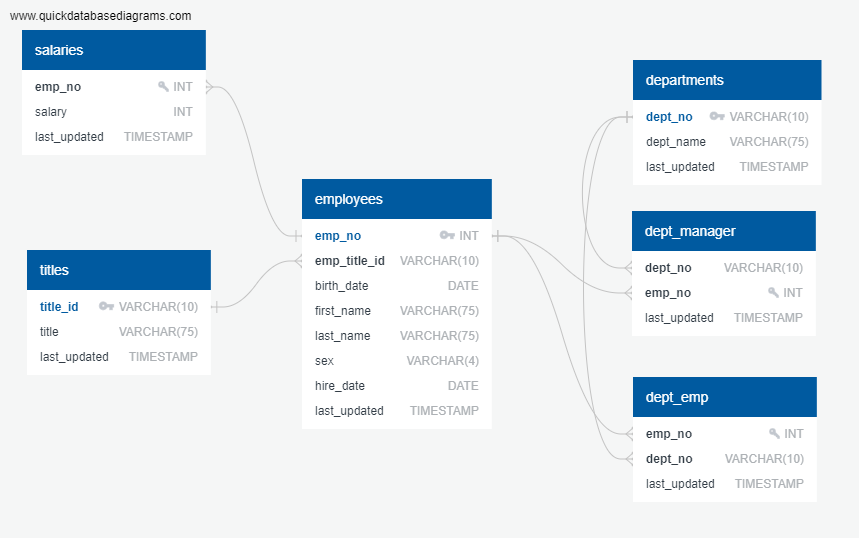 www.quickdatabasediagrams.com
salaries
emp_no INT
salary INT
last_updated TIMESTAMP
titles
title_id VARCHAR(10)
title VARCHAR(75)
last_updated TIMESTAMP
employees
emp_no INT
emp_title_id VARCHAR(10)
birth_date DATE
first_name VARCHAR(75)
last_name VARCHAR(75)
sex VARCHAR(4)
hire_date DATE
last_updated TIMESTAMP
departments
dept_no VARCHAR(10)
dept_name VARCHAR(75)
last_updated TIMESTAMP
dept_manager
dept_no VARCHAR(10)
emp_no INT
last_updated TIMESTAMP
dept_emp
emp_no INT
dept_no VARCHAR(10)
last_updated TIMESTAMP